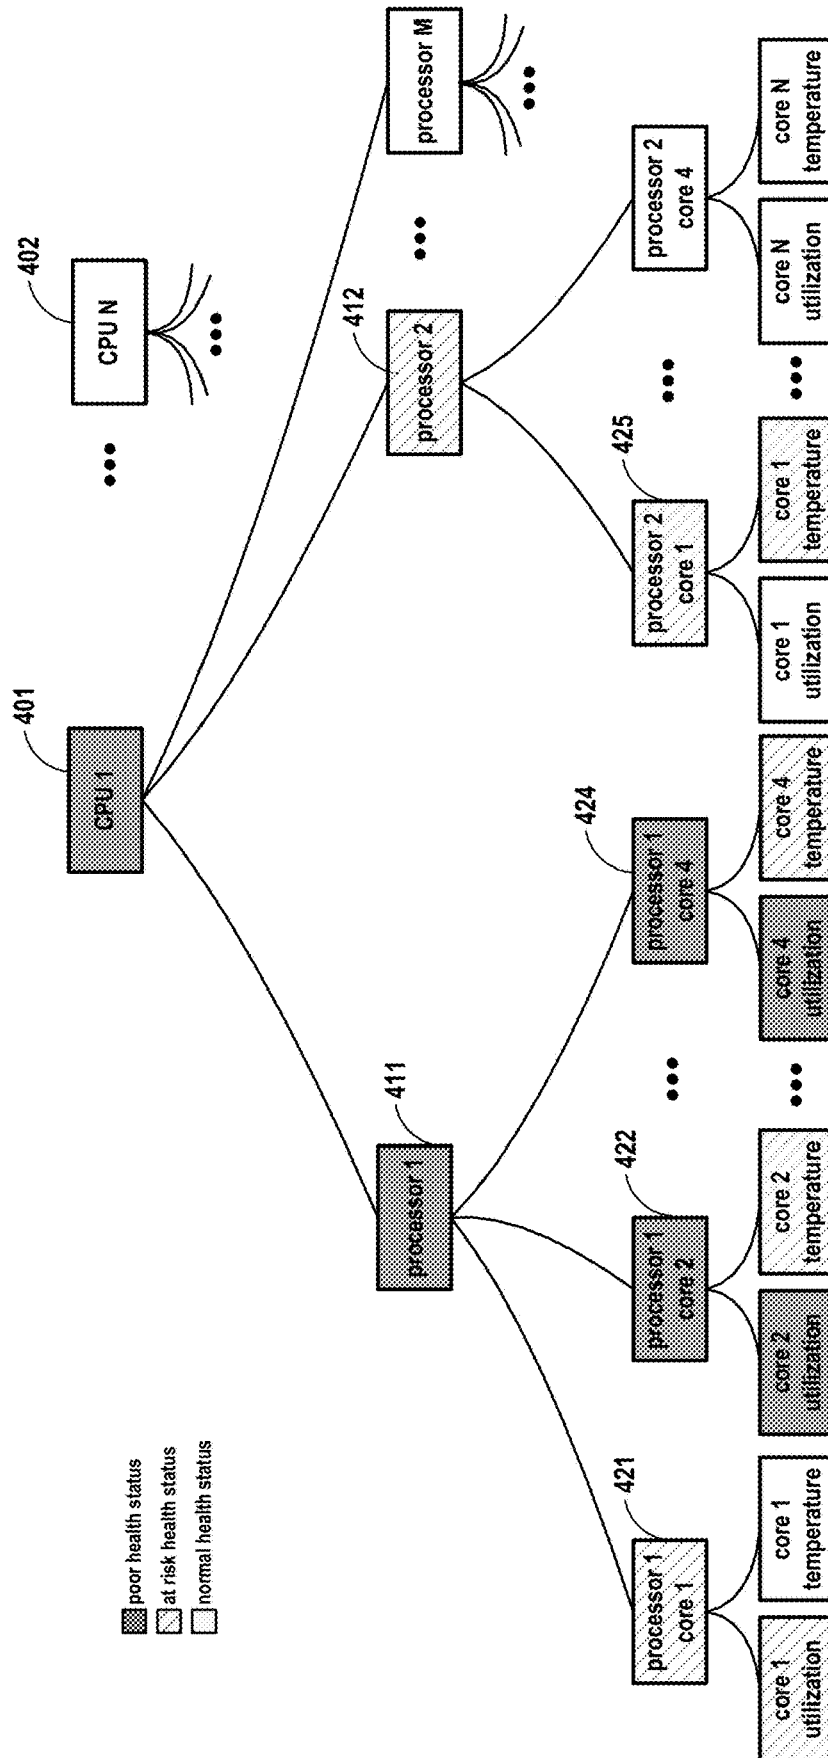 401
402
CPU 1
•••
CPU N
•••
poor health status
at risk health status
normal health status
411
412
processor 1
processor 2
•••
processor M
•••
421
422
424
425
processor 1
core 1
processor 1
core 2
•••
processor 1
core 4
processor 2
core 1
•••
processor 2
core 4
core 1
utilization
core 1
temperature
core 2
utilization
core 2
temperature
•••
core 4
utilization
core 4
temperature
core 1
utilization
core 1
temperature
•••
core N
utilization
core N
temperature